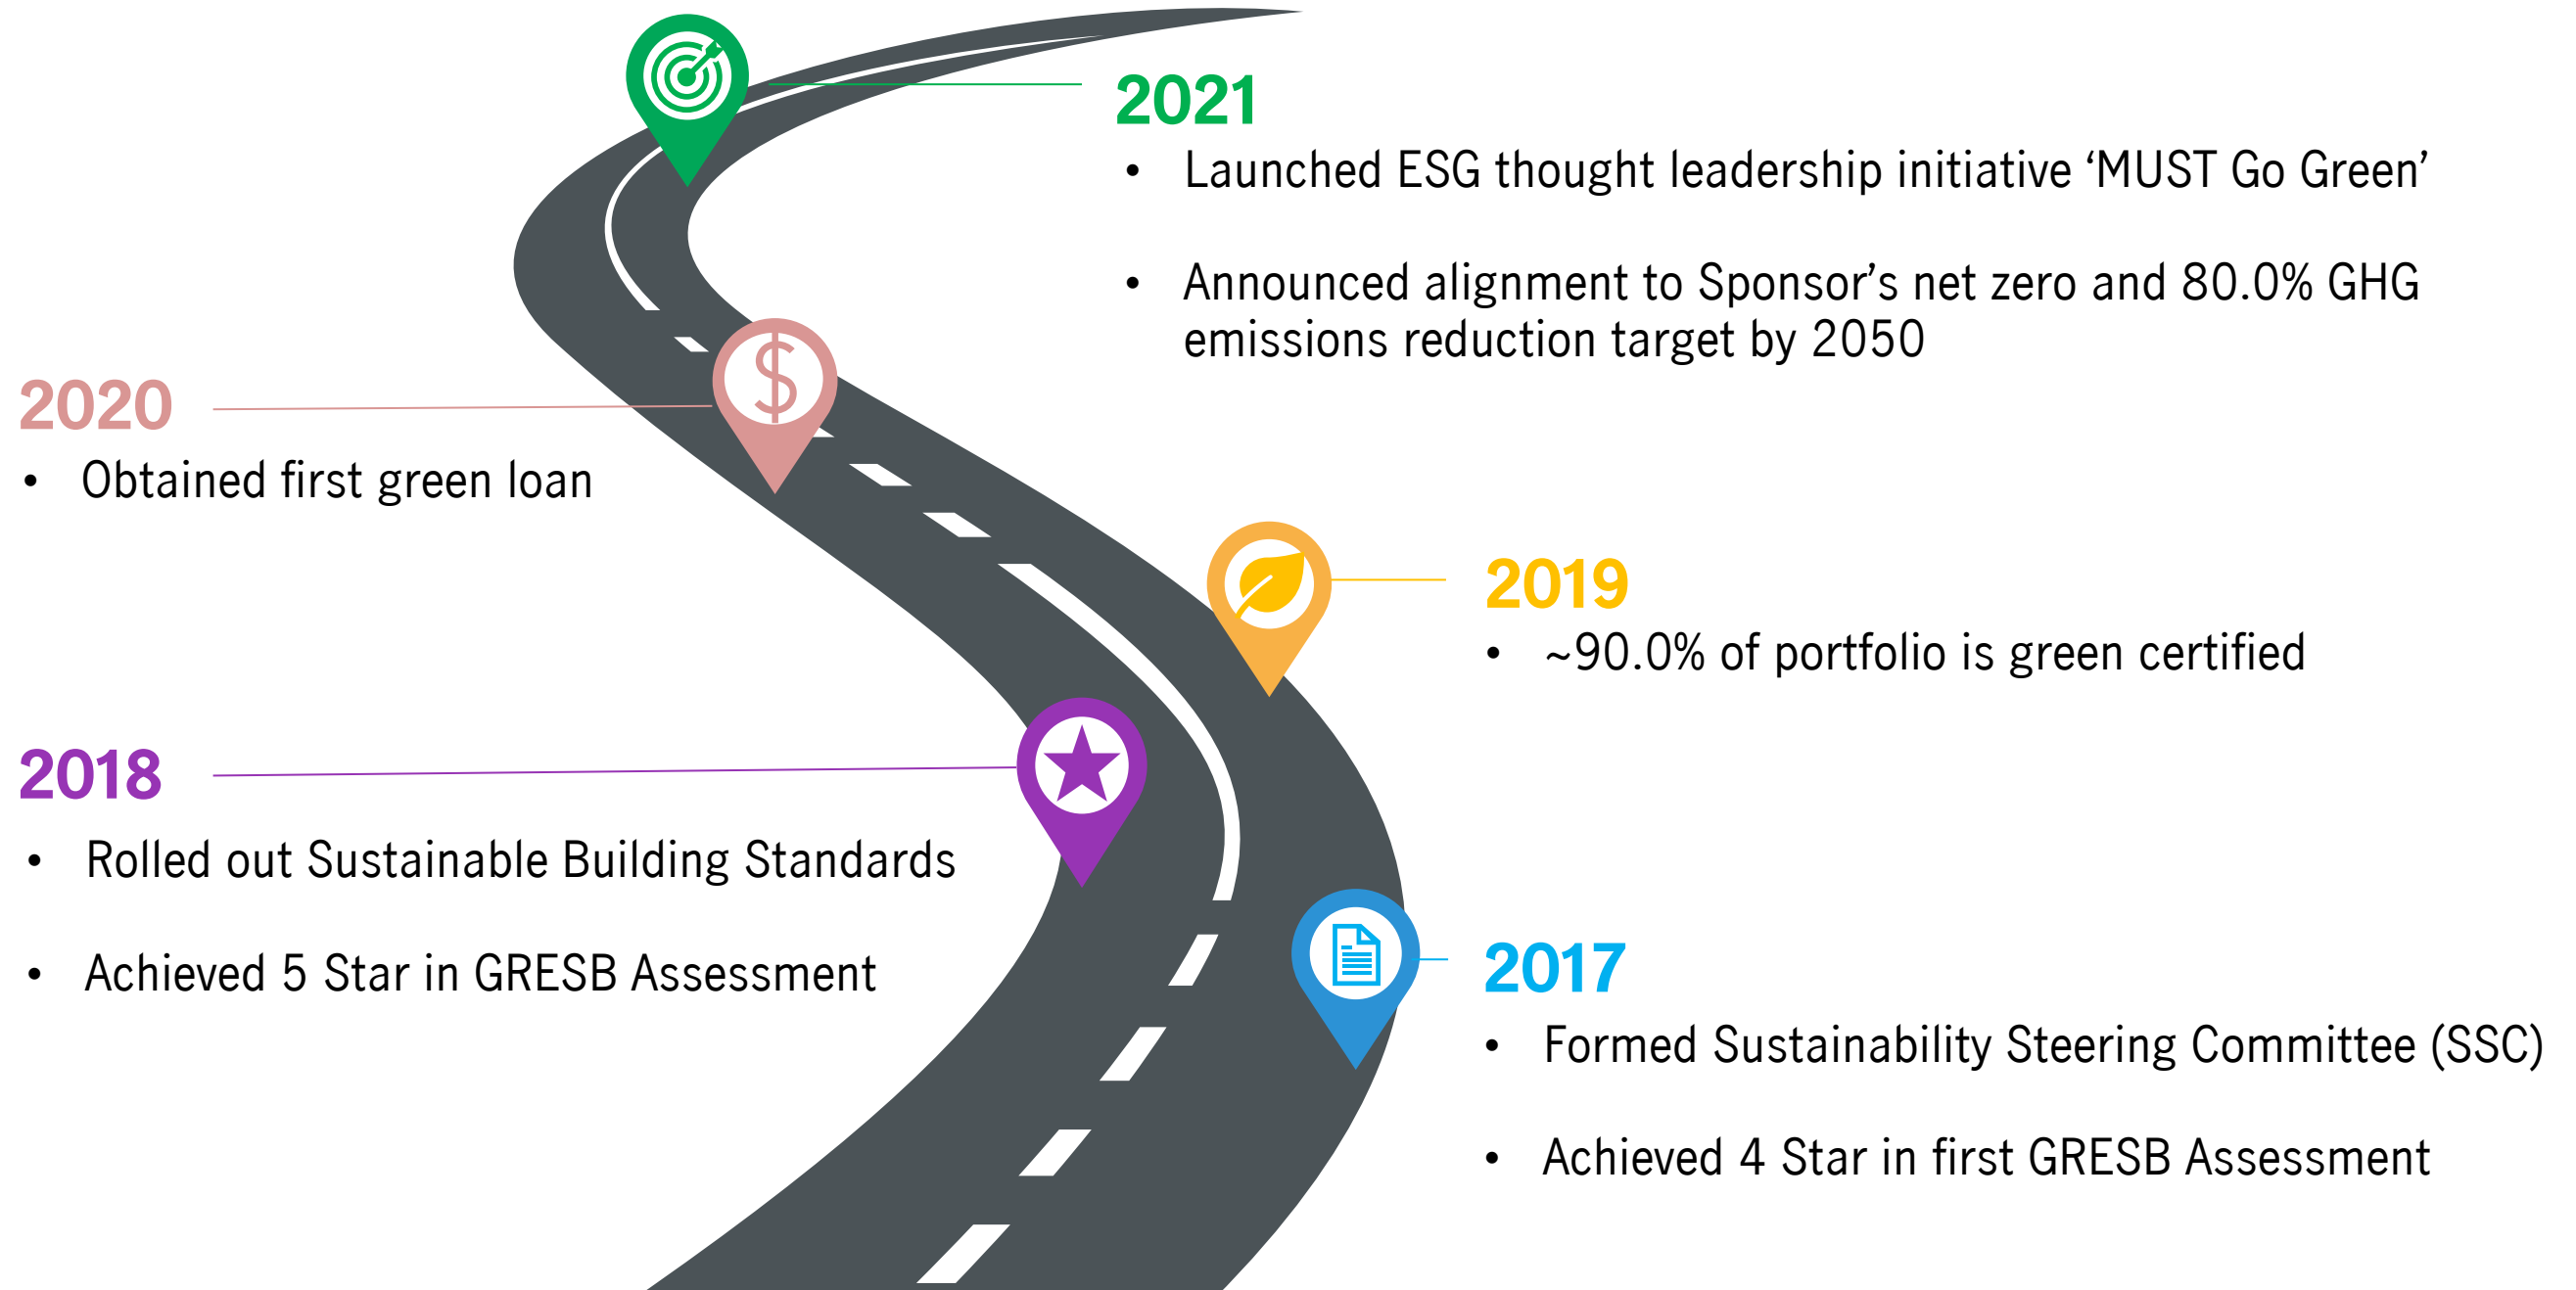 2021
• Launched ESG thought leadership initiative ‘MUST Go Green’
• Announced alignment to Sponsor’s net zero and 80.0% GHG
emissions reduction target by 2050
2020
• Obtained first green loan
2019
• ~90.0% of portfolio is green certified
2018
• Rolled out Sustainable Building Standards
• Achieved 5 Star in GRESB Assessment
2017
• Formed Sustainability Steering Committee (SSC)
• Achieved 4 Star in first GRESB Assessment